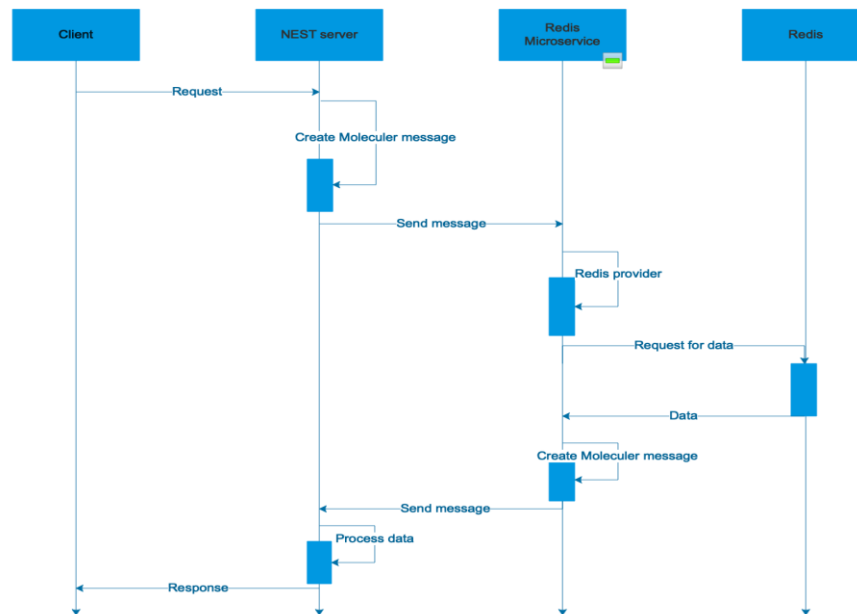 Client
NEST server
Redis
Microservice
Redis
Request
Create Moleculer message
Send message
Redis provider
Request for data
Data
Create Moleculer message
Send message
Process data
Response